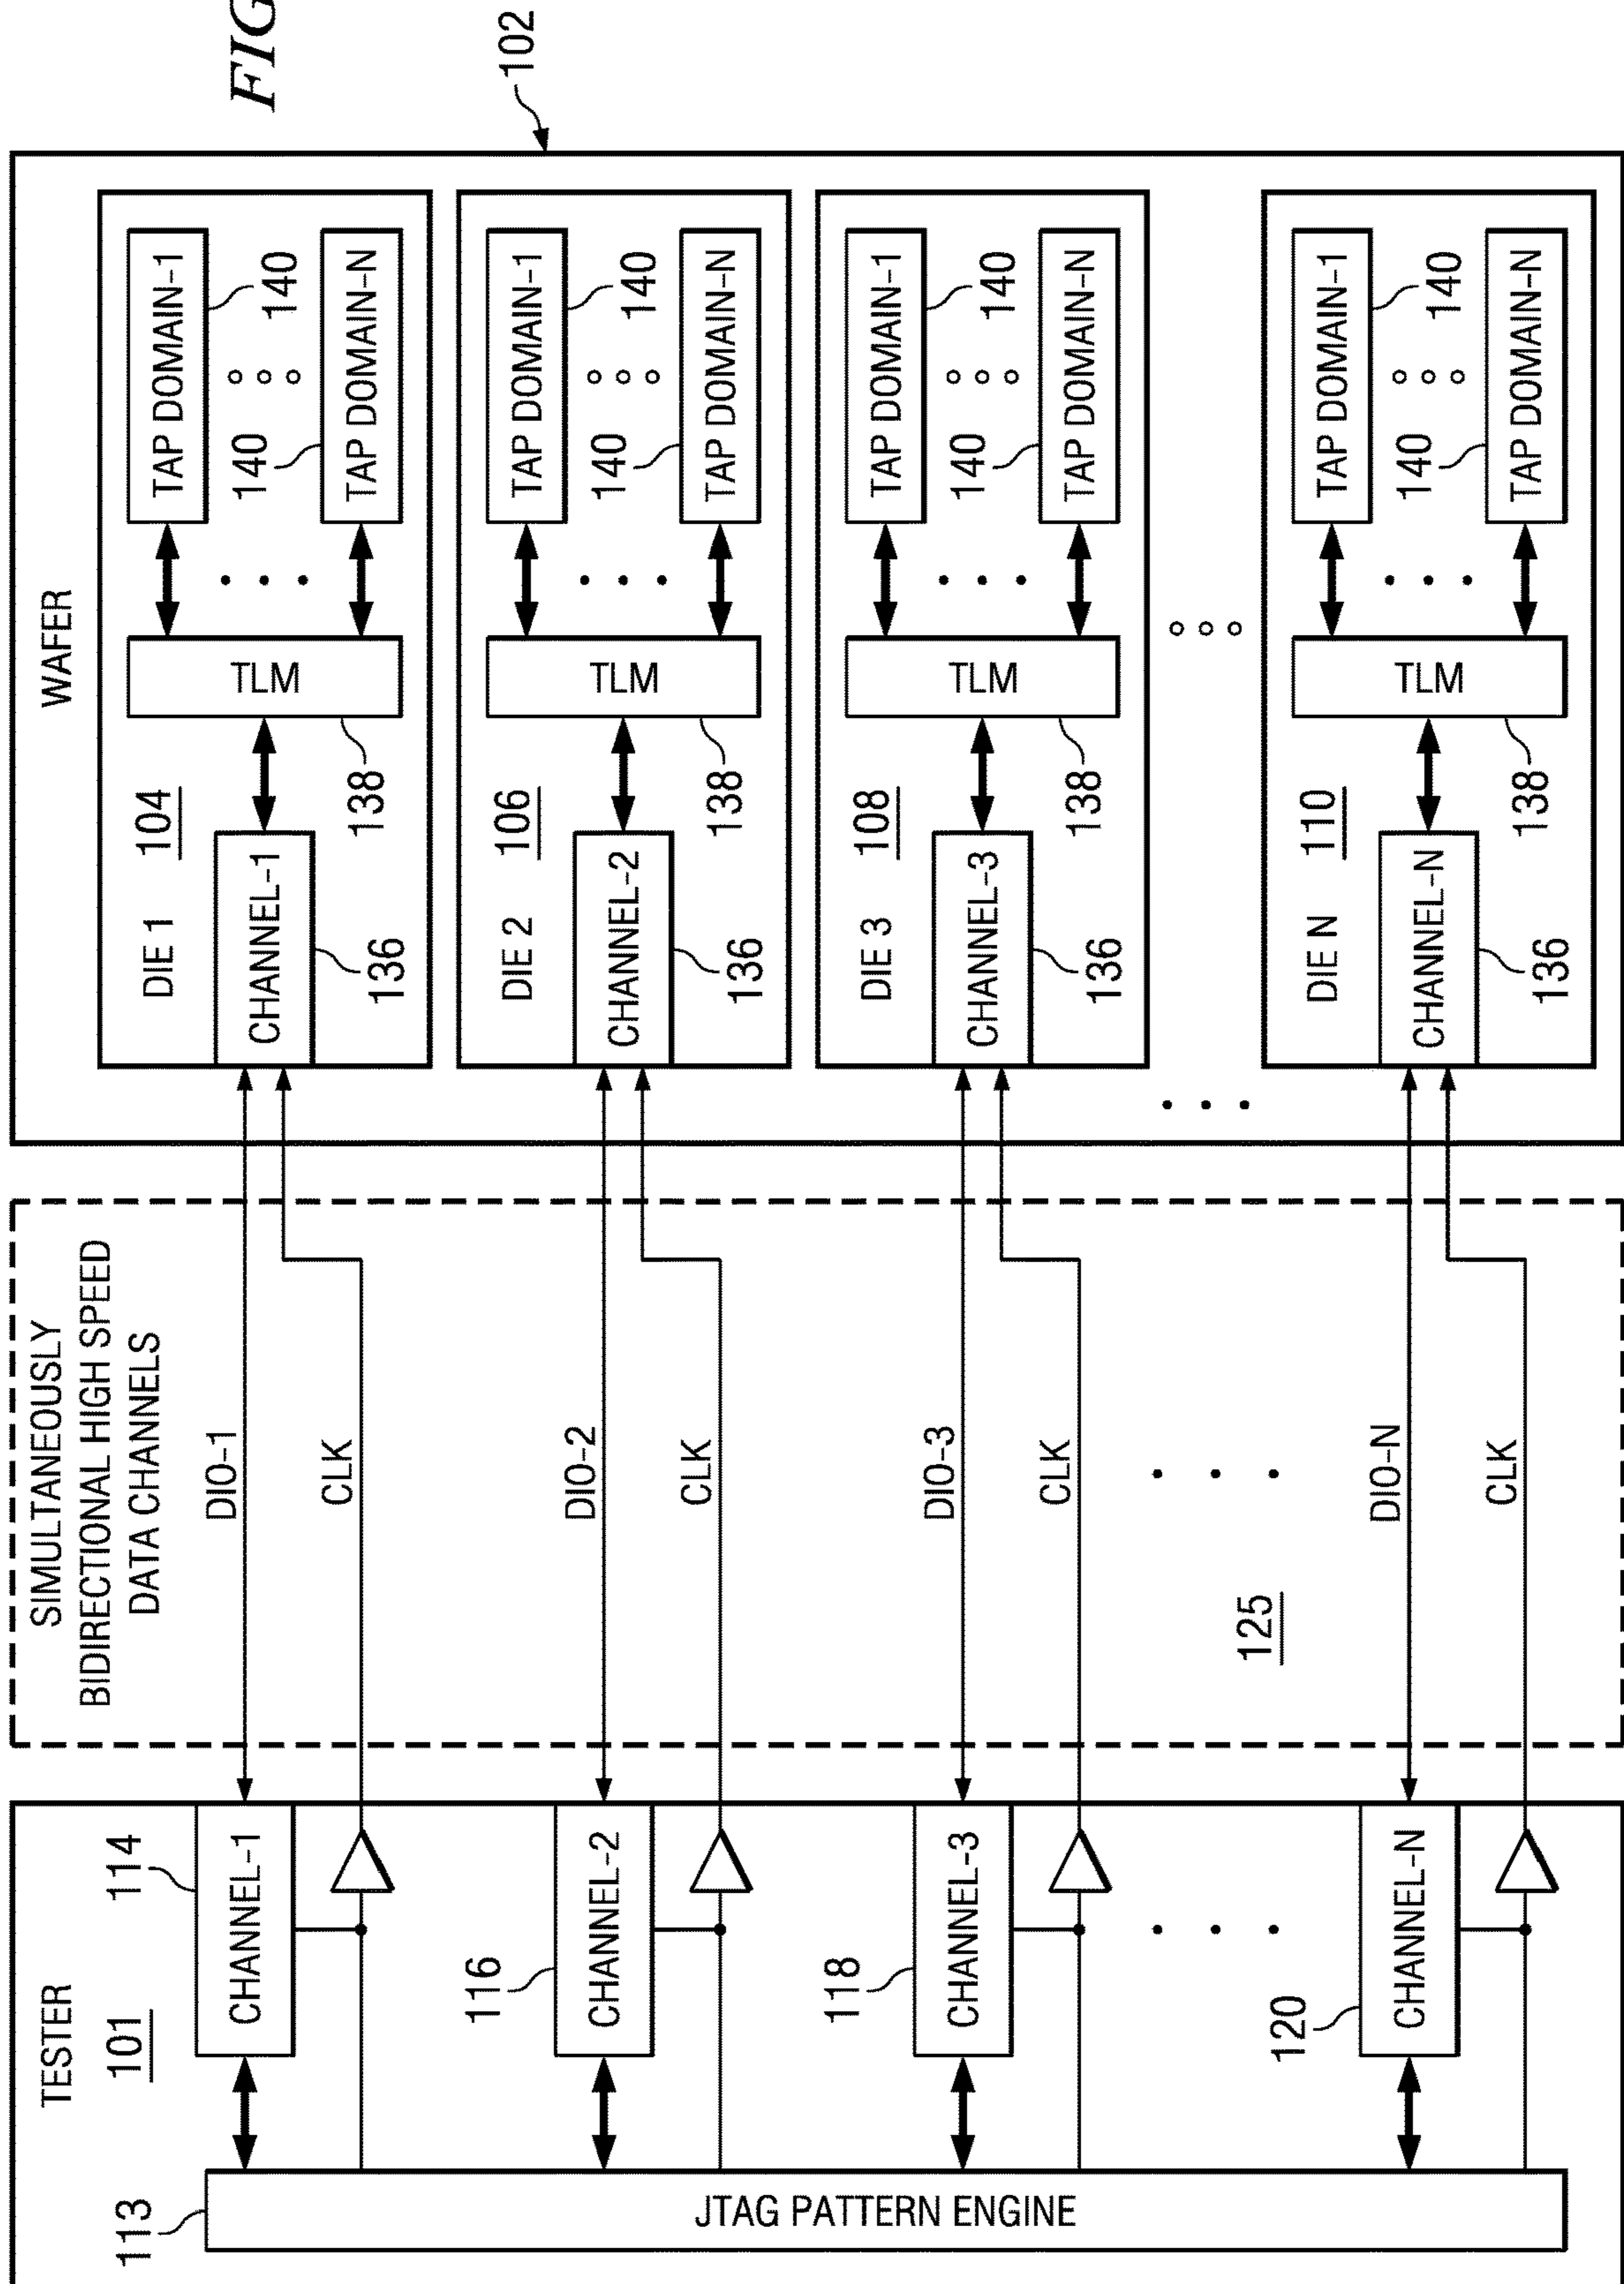 FIG
102
WAFER
DIE 1 104
CHANNEL-1
136
TLM
138
TAP DOMAIN-1
140
140
TAP DOMAIN-N
DIE 2 106
CHANNEL-2
136
TLM
138
TAP DOMAIN-1
140
140
TAP DOMAIN-N
DIE 3 108
CHANNEL-3
136
TLM
138
TAP DOMAIN-1
140
140
TAP DOMAIN-N
DIE N 110
CHANNEL-N
136
TLM
138
TAP DOMAIN-1
140
140
TAP DOMAIN-N
SIMULTANEOUSLY
BIDIRECTIONAL HIGH SPEED
DATA CHANNELS
DIO-1
CLK
DIO-2
CLK
DIO-3
CLK
DIO-N
CLK
125
TESTER
101
114
CHANNEL-1
116
CHANNEL-2
118
CHANNEL-3
120
CHANNEL-N
113
JTAG PATTERN ENGINE